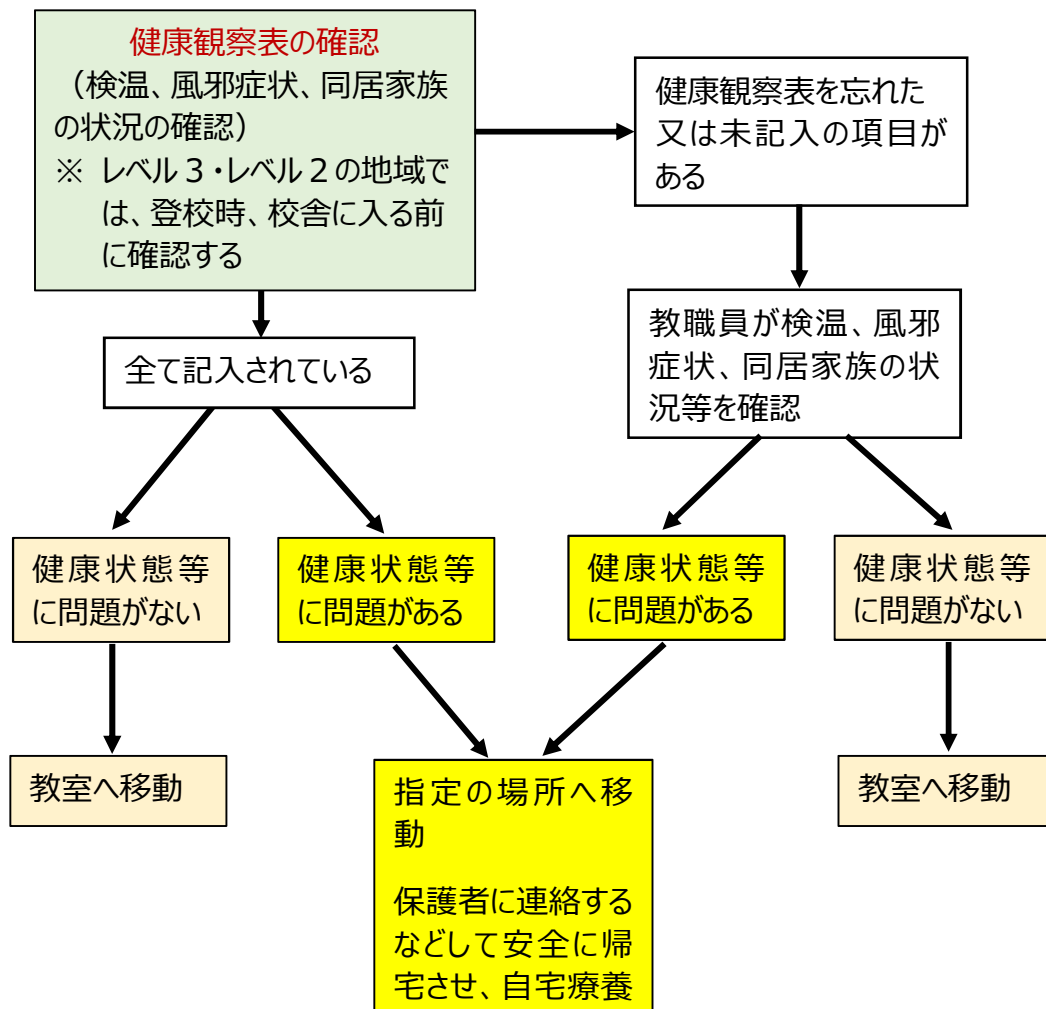 健康観察表の確認
（検温、風邪症状、同居家族
の状況の確認）
※ レベル３・レベル２の地域で
は、登校時、校舎に入る前
に確認する
健康観察表を忘れた
又は未記入の項目が
ある
全て記入されている
教職員が検温、風邪
症状、同居家族の状
況等を確認
健康状態等
に問題がない
健康状態等
に問題がある
健康状態等
に問題がある
健康状態等
に問題がない
教室へ移動
指定の場所へ移
動
保護者に連絡する
などして安全に帰
宅させ、自宅療養
教室へ移動